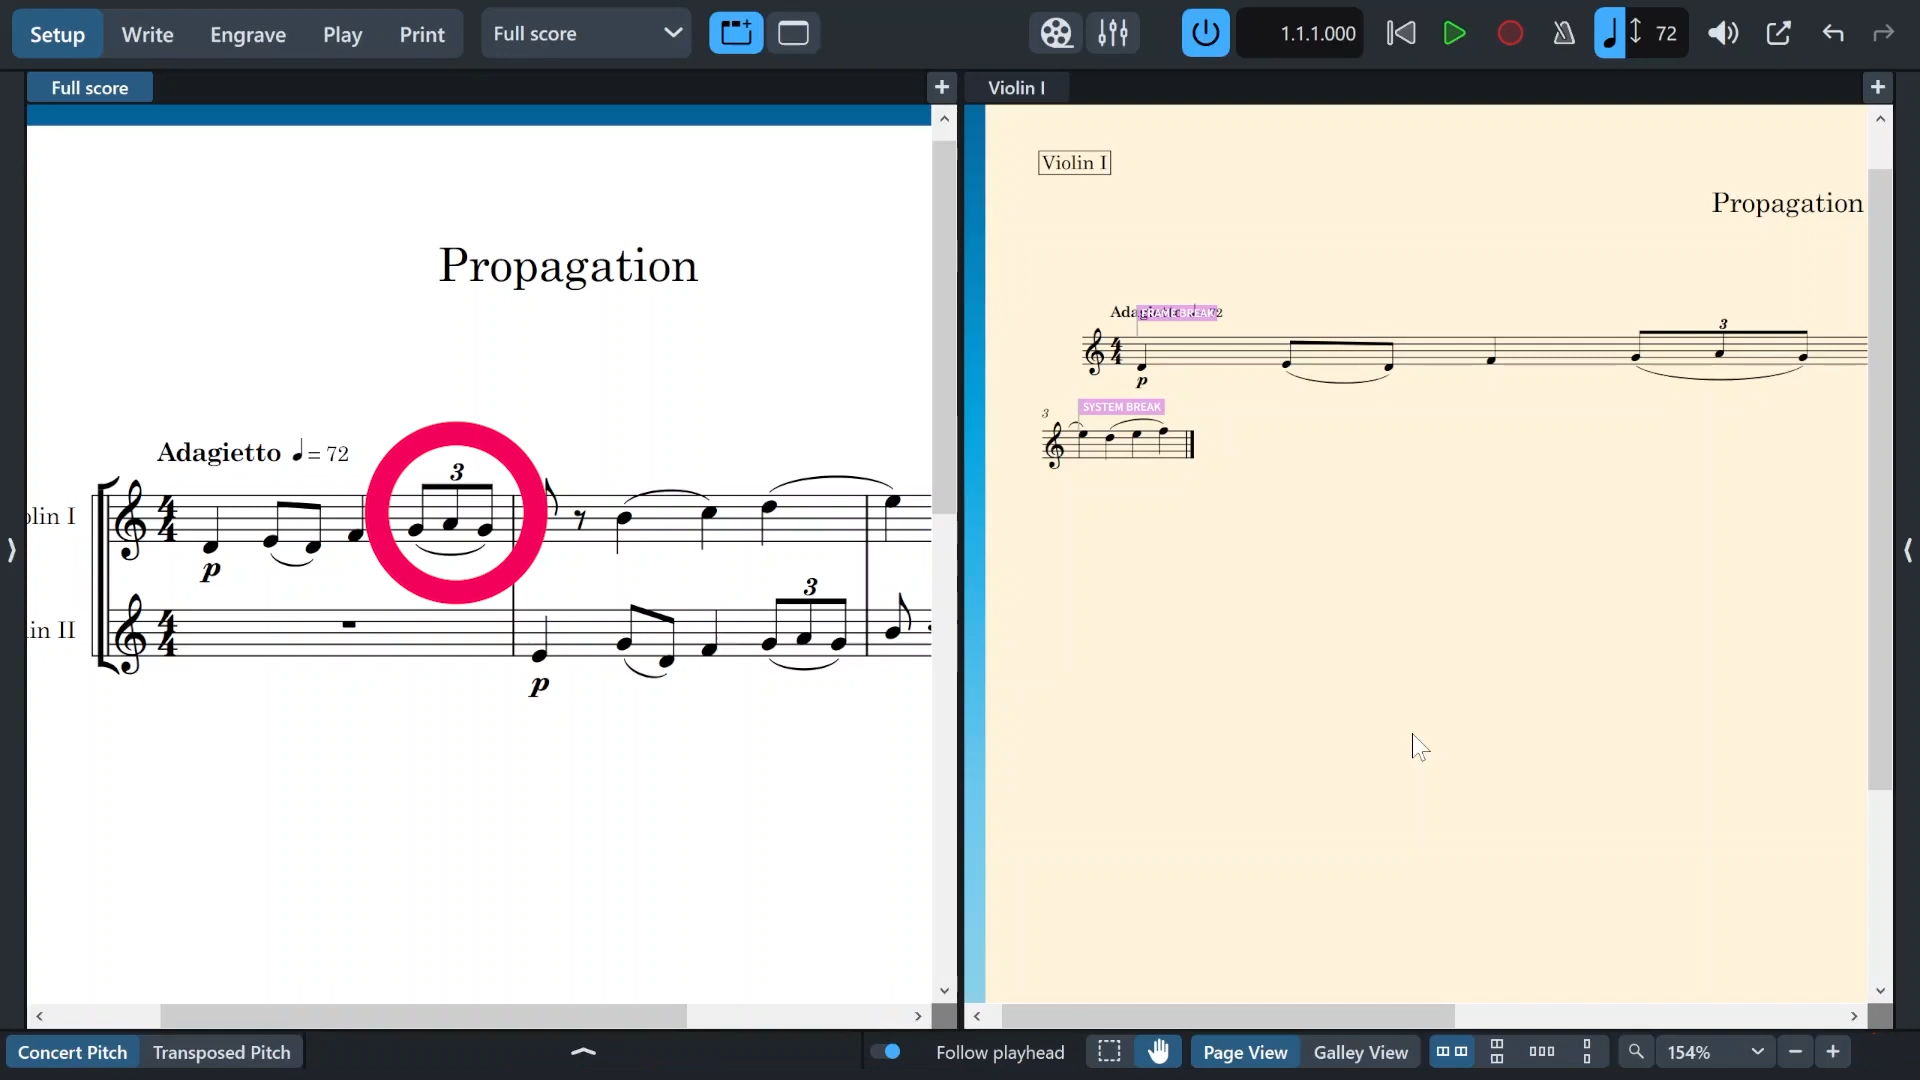 Setup Write Engrave Play Print Full score 1.1.1.000 72
Full score
Violin I
Violin I
Propagation
Propagation
FRAME BREAK
SYSTEM BREAK
3
3
Adagietto = 72
3
lin I
p
3
in II
p
p
Concert Pitch Transposed Pitch Follow playhead Page View Galley View 154%